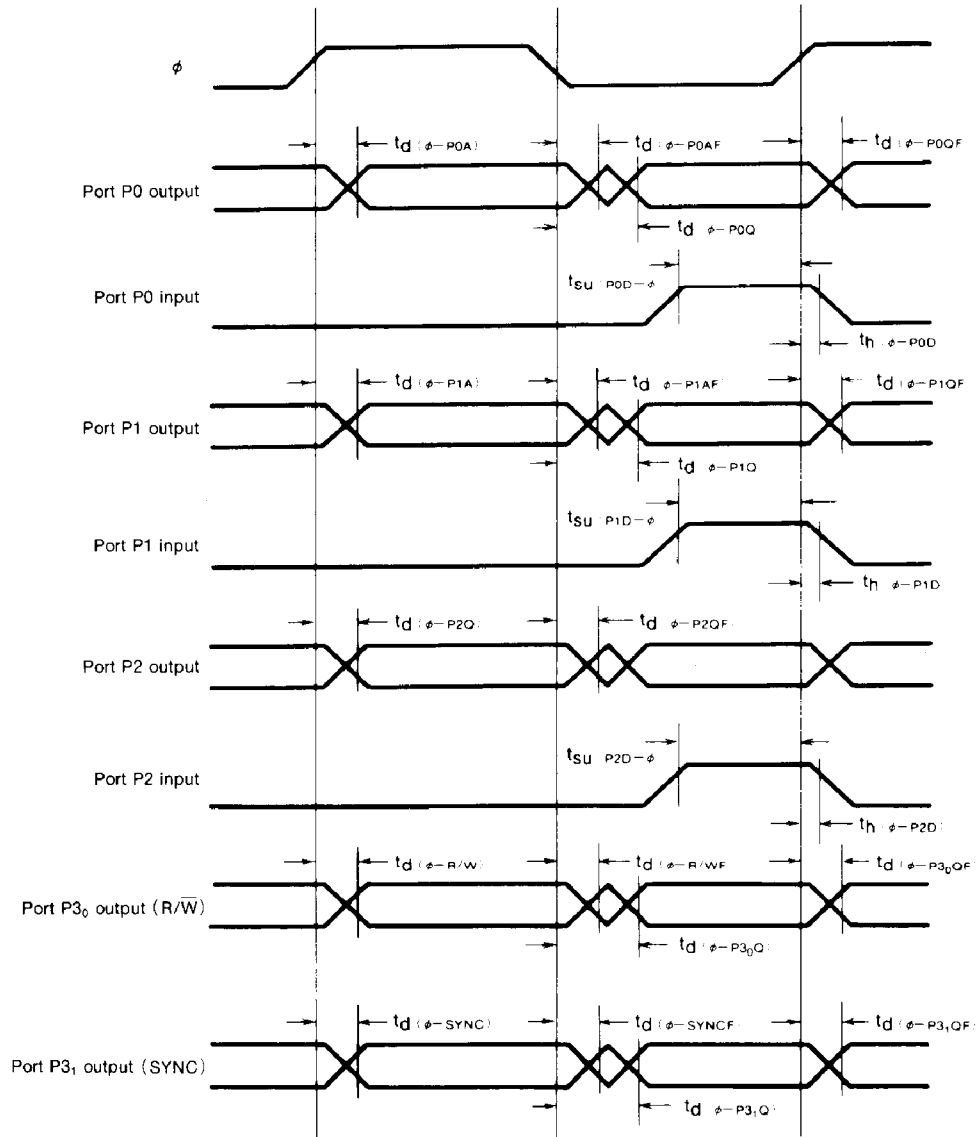 ϕ
td (ϕ−P0A) td (ϕ−P0AF td (ϕ−P0QF
Port P0 output
td ϕ−P0Q
tsu (P0D−ϕ
Port P0 input
th (ϕ−P0D
td (ϕ−P1A) td (ϕ−P1AF) td (ϕ−P1QF
Port P1 output
td ϕ−P1Q
tsu (P1D−ϕ
Port P1 input
th ϕ−P1D
td (ϕ−P2Q) td (ϕ−P2QF)
Port P2 output
tsu P2D−ϕ
Port P2 input
th (ϕ−P2D)
td (ϕ−R/W) td (ϕ−R/WF td (ϕ−P3₀QF)
Port P3₀ output (R/W̅)
td (ϕ−P3₀Q)
td (ϕ−SYNC) td (ϕ−SYNCF) td (ϕ−P3₁QF)
Port P3₁ output (SYNC)
td ϕ−P3₁Q)